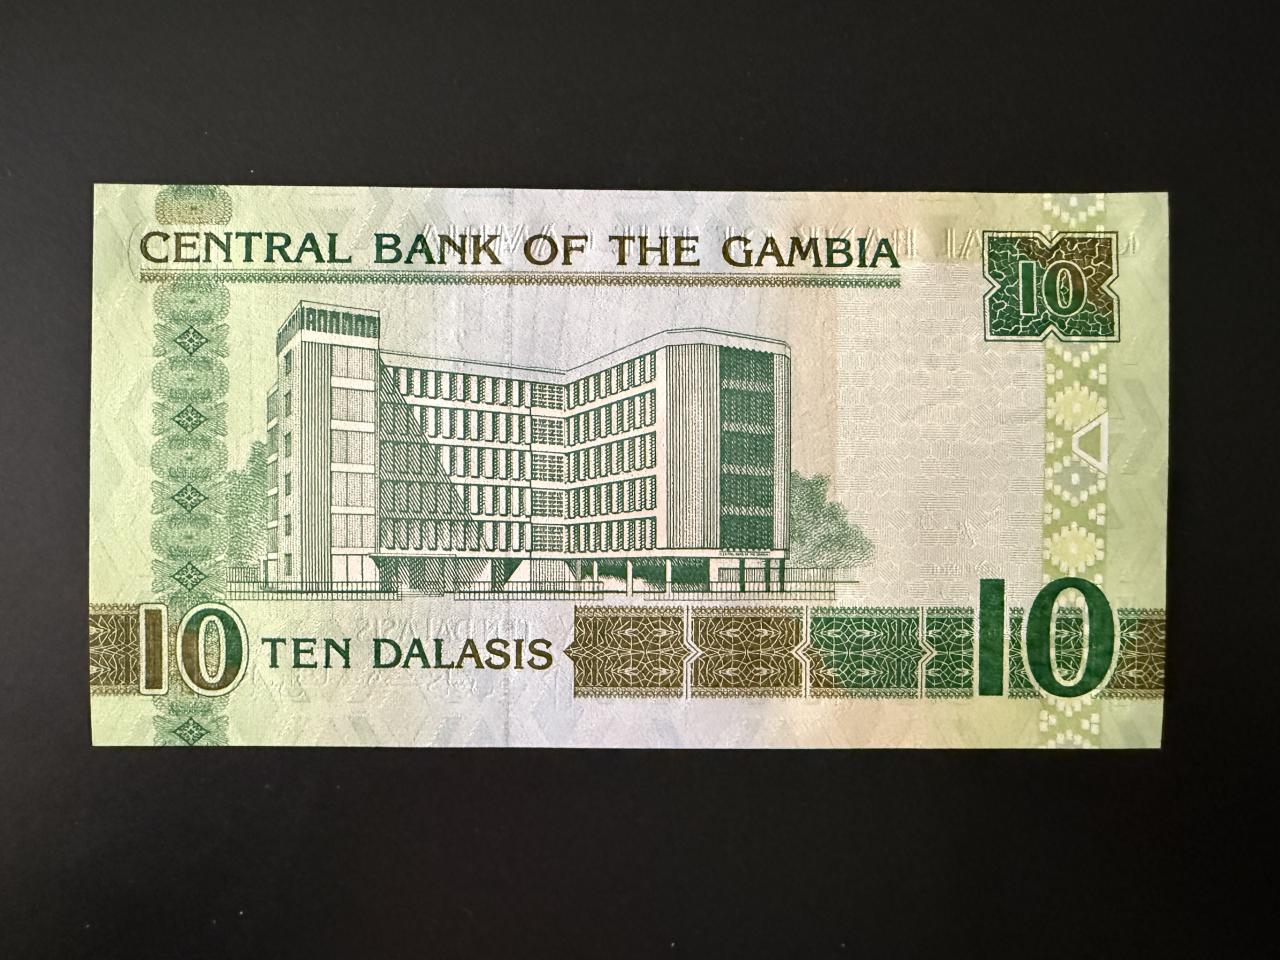 CENTRAL BANK OF THE GAMBIA
10
10 TEN DALASIS
10